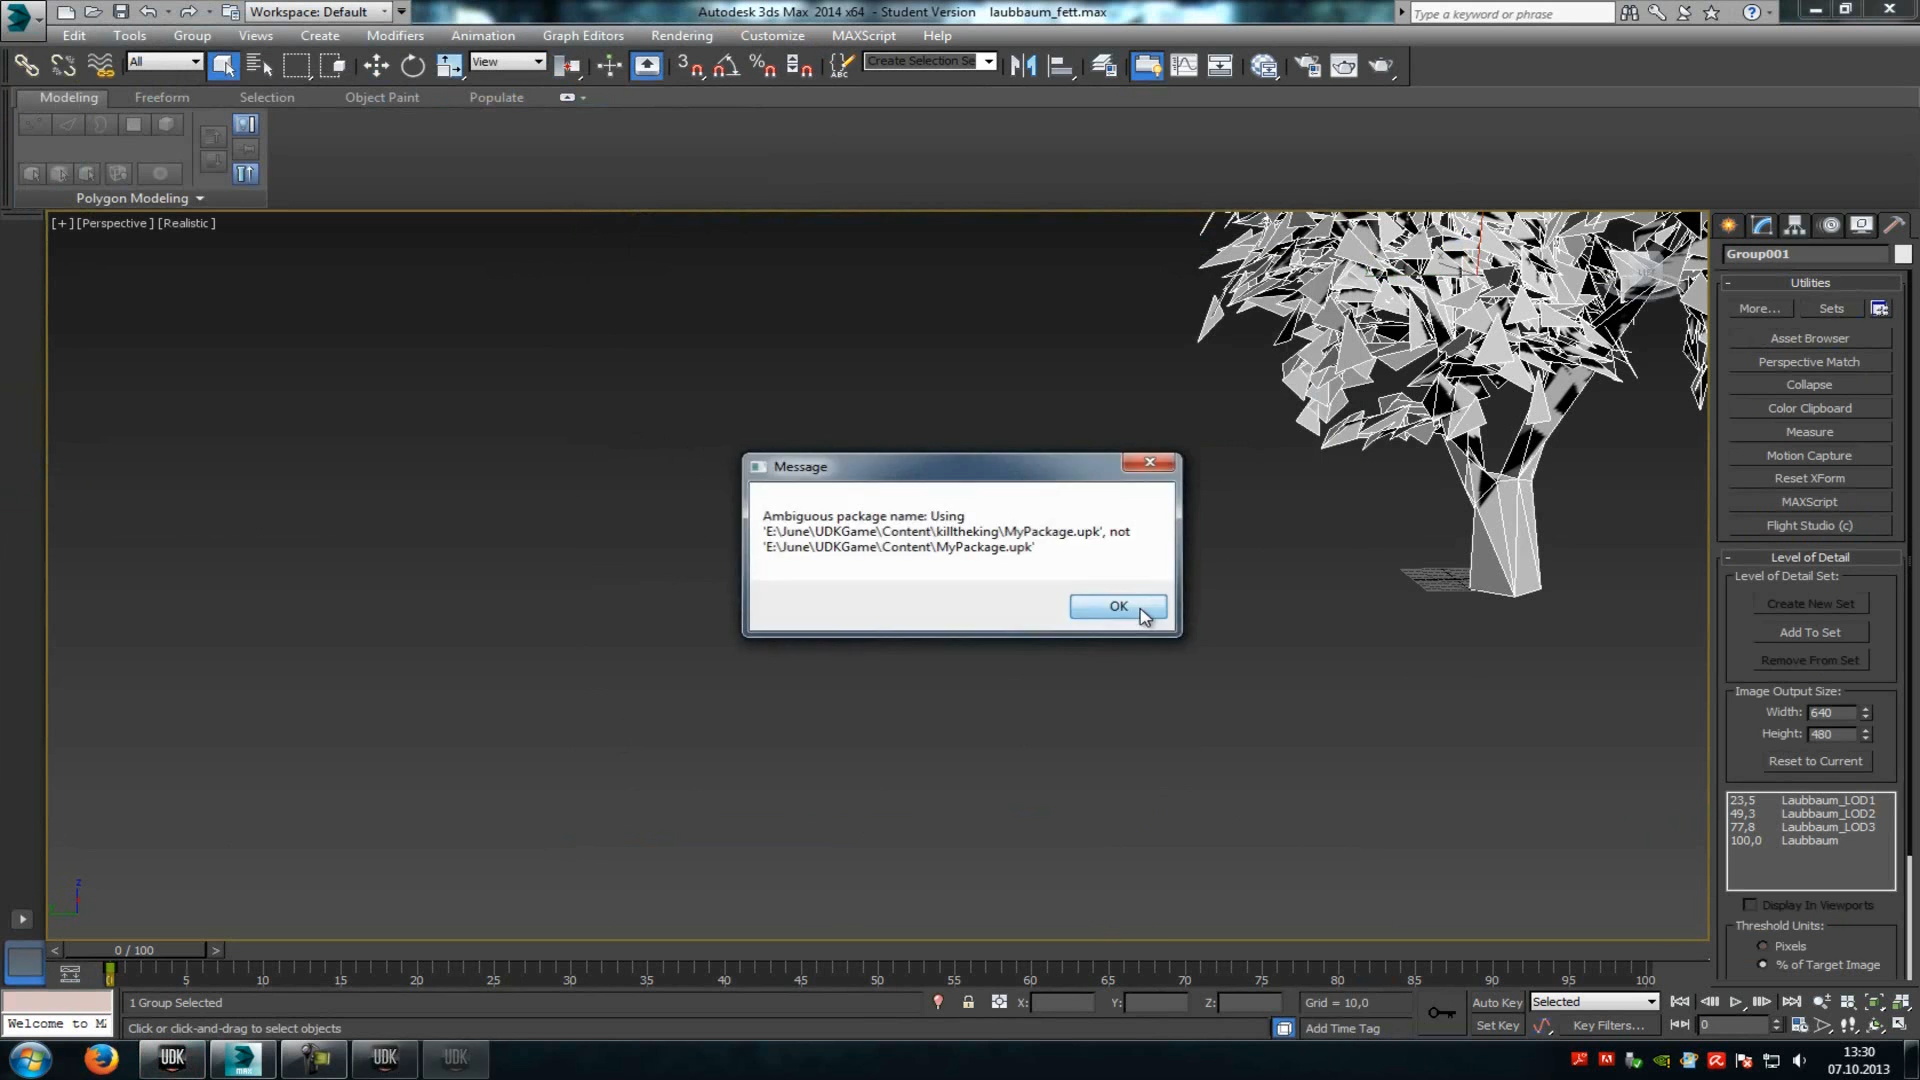 Workspace: Default
Autodesk 3ds Max 2014 x64 - Student Version laubbaum_fett.max
Type a keyword or phrase
Edit Tools Group Views Create Modifiers Animation Graph Editors Rendering Customize MAXScript Help
All
View
3
ABC
Create Selection Se
Modeling Freeform Selection Object Paint Populate
Polygon Modeling
[+] [Perspective] [Realistic]
Group001
- Utilities
More... Sets
Asset Browser
Perspective Match
Collapse
Color Clipboard
Measure
Motion Capture
Reset XForm
MAXScript
Flight Studio (c)
- Level of Detail
Level of Detail Set:
Create New Set
Add To Set
Remove From Set
Image Output Size:
Width: 640
Height: 480
Reset to Current
23,5 Laubbaum_LOD1
49,3 Laubbaum_LOD2
77,8 Laubbaum_LOD3
100,0 Laubbaum
Display In Viewports
Threshold Units:
Pixels
% of Target Image
Message
Ambiguous package name: Using
'E:\June\UDKGame\Content\killtheking\MyPackage.upk', not
'E:\June\UDKGame\Content\MyPackage.upk'
OK
z
< 0 / 100 >
0 5 10 15 20 25 30 35 40 45 50 55 60 65 70 75 80 85 90 95 100
1 Group Selected
X: Y: Z: Grid = 10,0
Auto Key Selected
Welcome to M
Click or click-and-drag to select objects
Add Time Tag
Set Key Key Filters... 0
UDK MAX UDK UDK
13:30
07.10.2013